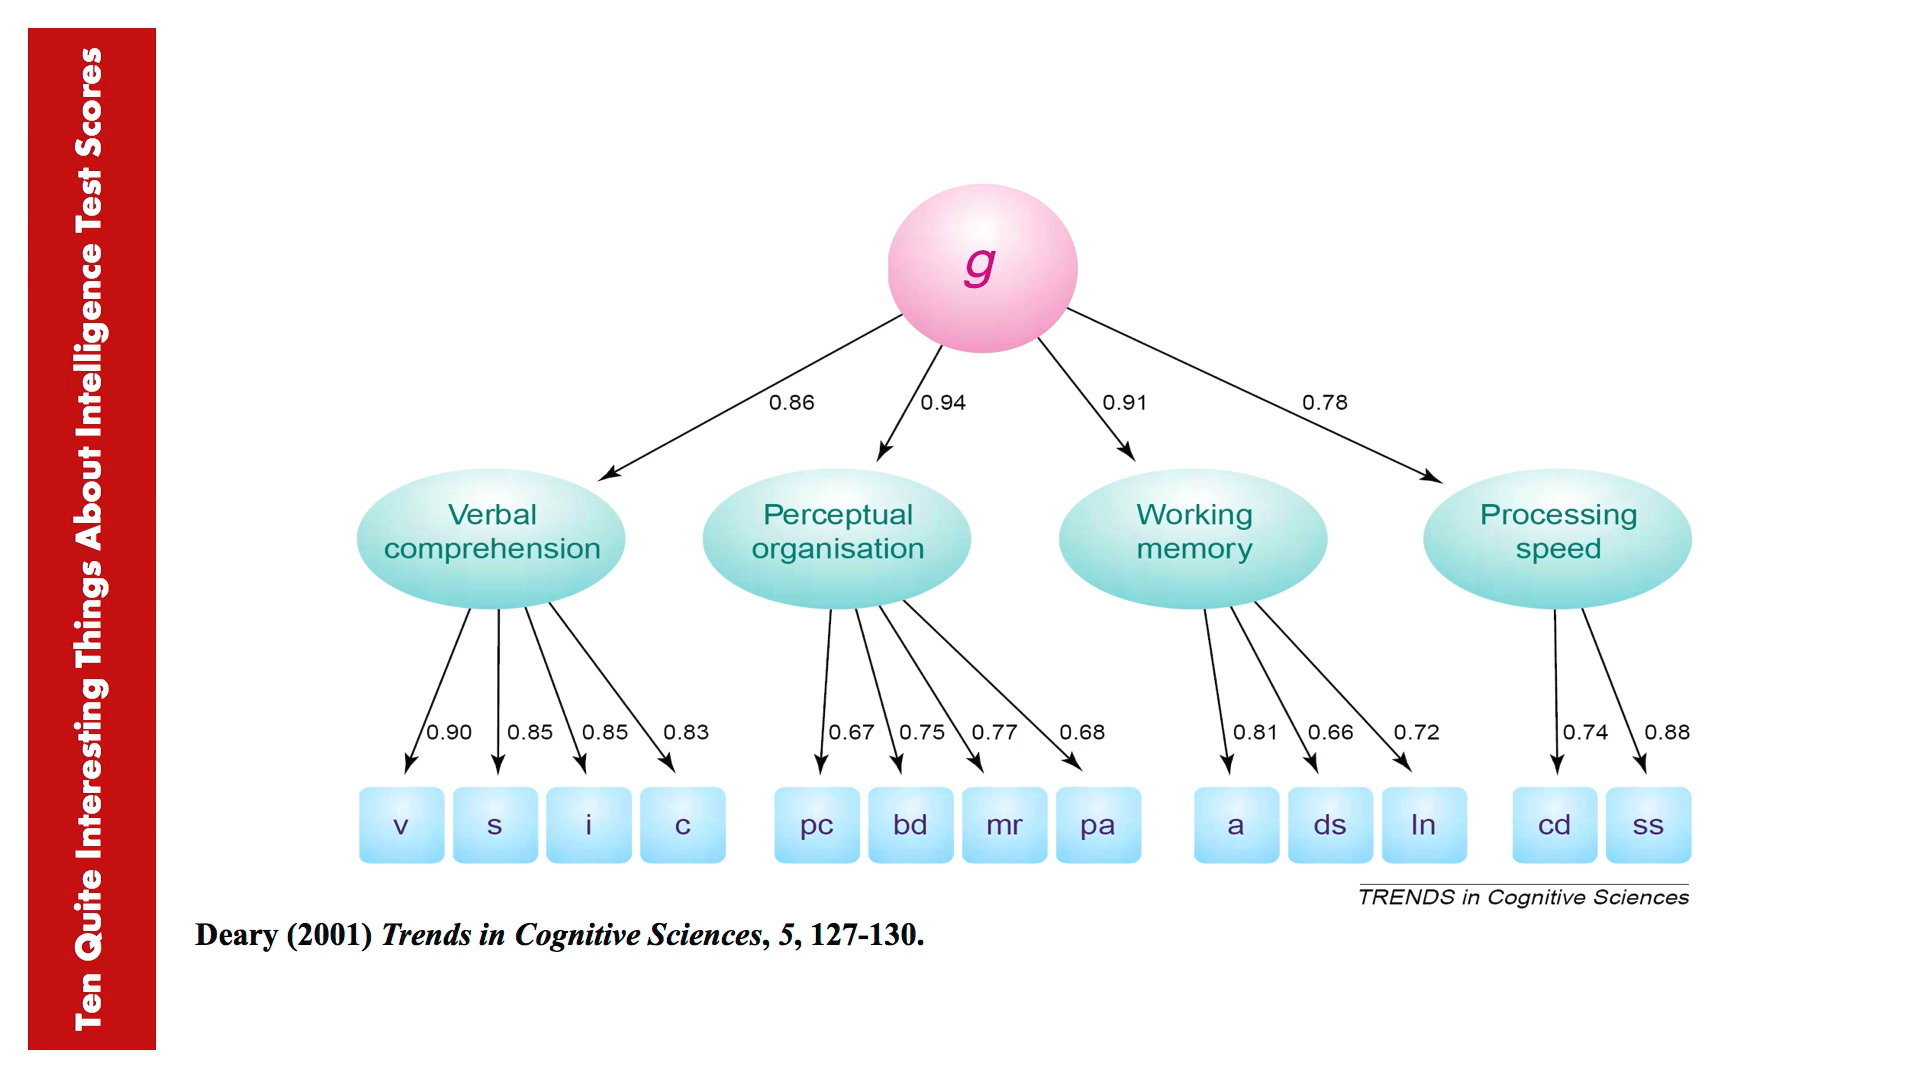 Ten Quite Interesting Things About Intelligence Test Scores
g
0.86
0.94
0.91
0.78
Verbal
comprehension
Perceptual
organisation
Working
memory
Processing
speed
0.90
0.85
0.85
0.83
0.67
0.75
0.77
0.68
0.81
0.66
0.72
0.74
0.88
v
s
i
c
pc
bd
mr
pa
a
ds
ln
cd
ss
TRENDS in Cognitive Sciences
Deary (2001) Trends in Cognitive Sciences, 5, 127-130.